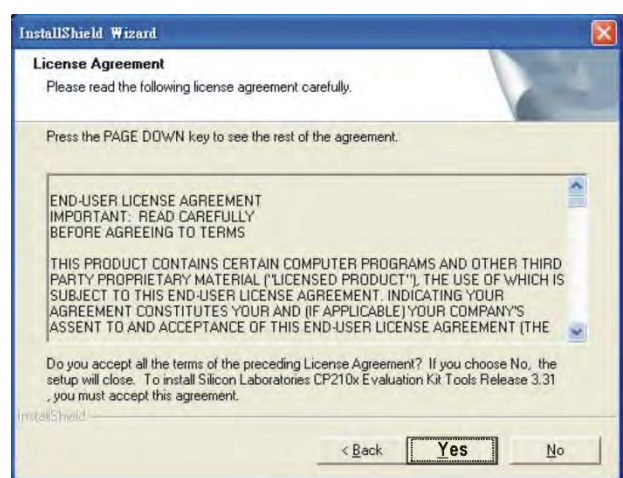 InstallShield Wizard
License Agreement
Please read the following license agreement carefully.
Press the PAGE DOWN key to see the rest of the agreement.
END-USER LICENSE AGREEMENT
IMPORTANT: READ CAREFULLY
BEFORE AGREEING TO TERMS
THIS PRODUCT CONTAINS CERTAIN COMPUTER PROGRAMS AND OTHER THIRD
PARTY PROPRIETARY MATERIAL ("LICENSED PRODUCT"), THE USE OF WHICH IS
SUBJECT TO THIS END-USER LICENSE AGREEMENT. INDICATING YOUR
AGREEMENT CONSTITUTES YOUR AND (IF APPLICABLE) YOUR COMPANY'S
ASSENT TO AND ACCEPTANCE OF THIS END-USER LICENSE AGREEMENT (THE
Do you accept all the terms of the preceding License Agreement? If you choose No, the
setup will close. To install Silicon Laboratories CP210x Evaluation Kit Tools Release 3.31
, you must accept this agreement.
InstallShield
< Back Yes No